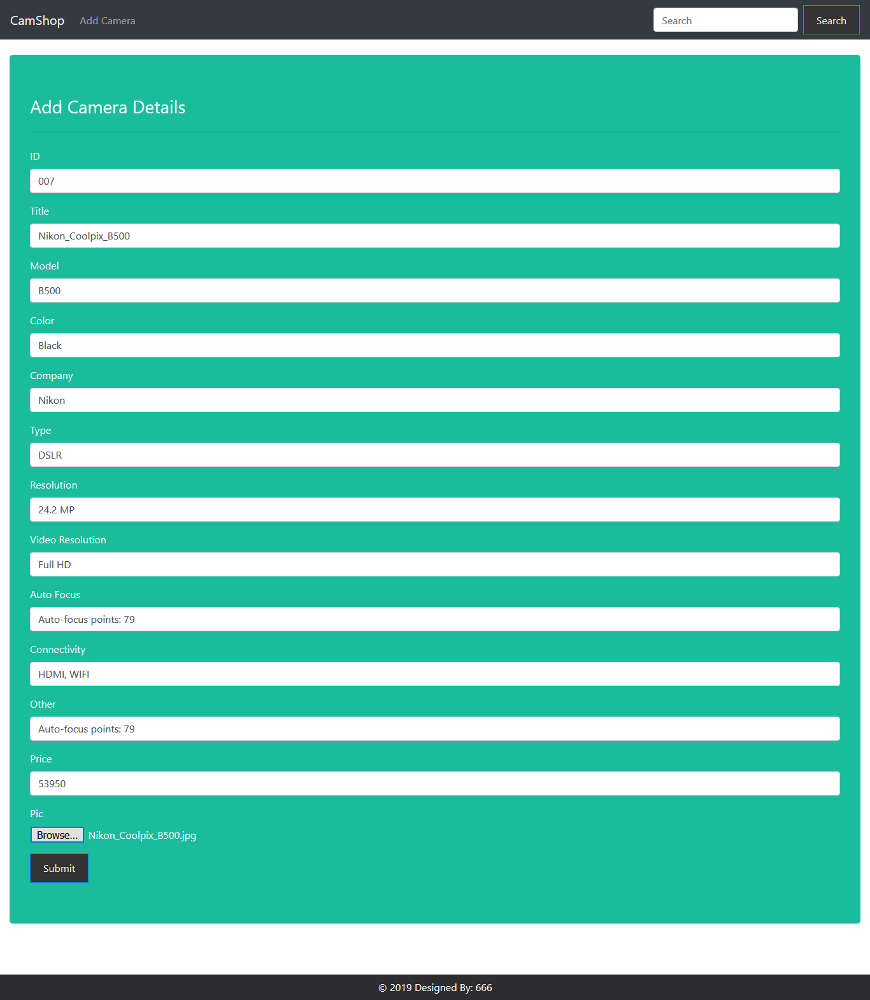 CamShop Add Camera Search Search
Add Camera Details
ID
007
Title
Nikon_Coolpix_B500
Model
B500
Color
Black
Company
Nikon
Type
DSLR
Resolution
24.2 MP
Video Resolution
Full HD
Auto Focus
Auto-focus points: 79
Connectivity
HDMI, WIFI
Other
Auto-focus points: 79
Price
53950
Pic
Browse... Nikon_Coolpix_B500.jpg
Submit
© 2019 Designed By: 666